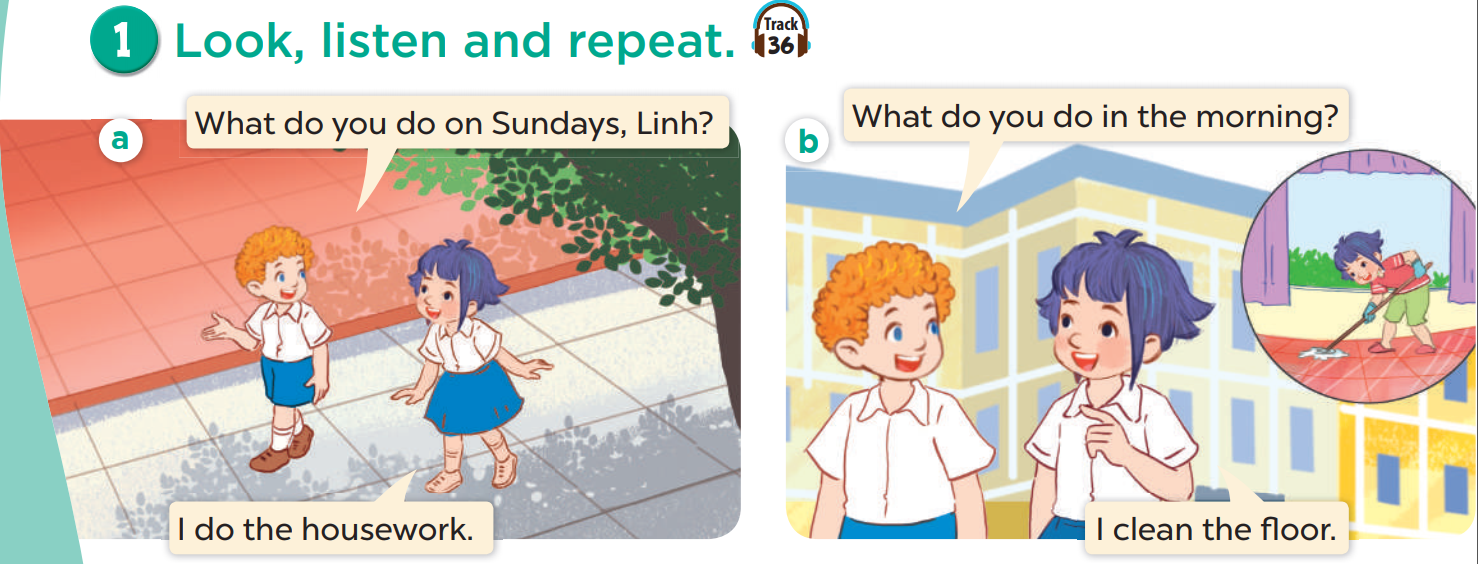 1 Look, listen and repeat. Track 36
a
What do you do on Sundays, Linh?
I do the housework.
b
What do you do in the morning?
I clean the floor.